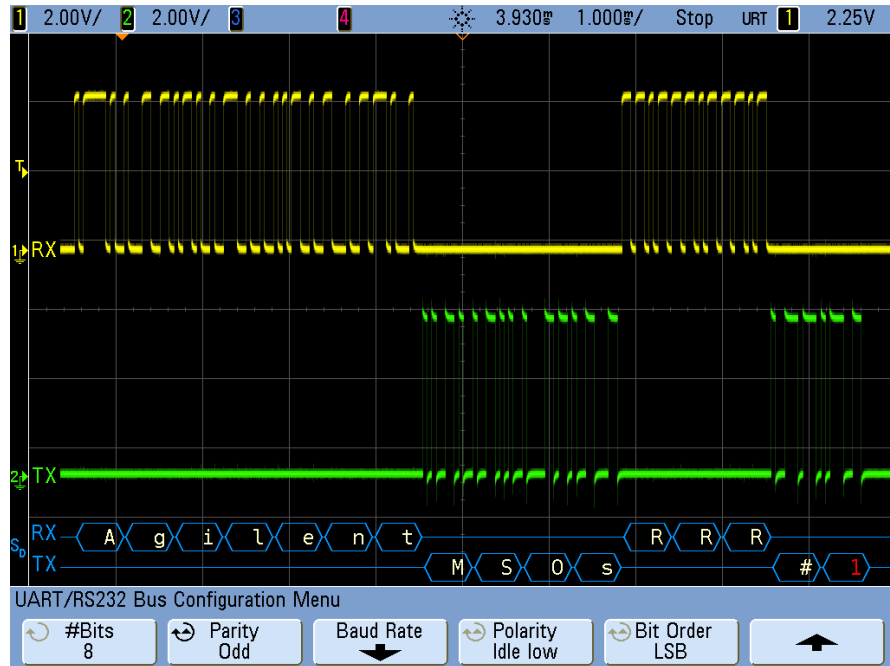 1 2.00V/ 2 2.00V/ 3 4 3.930ms 1.000ms/ Stop URT 1 2.25V
T
1 RX
2 TX
SD RX A g i l e n t R R R
TX M S O s # 1
UART/RS232 Bus Configuration Menu
#Bits Parity Baud Rate Polarity Bit Order
8 Odd Idle low LSB